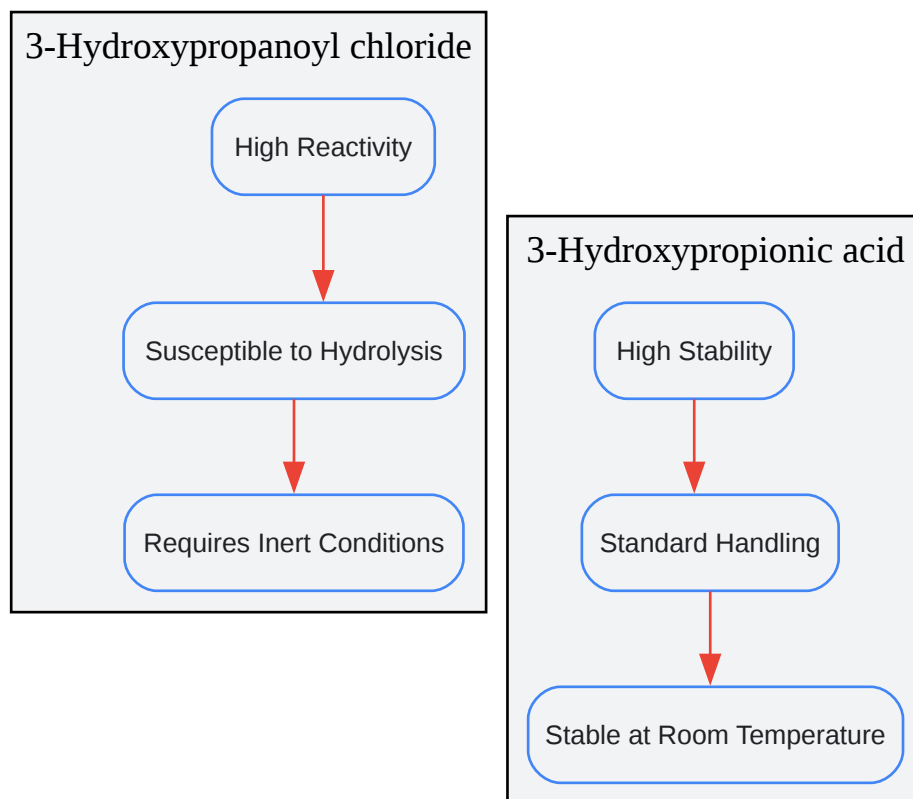 3-Hydroxypropanoyl chloride
High Reactivity
Susceptible to Hydrolysis
Requires Inert Conditions
3-Hydroxypropionic acid
High Stability
Standard Handling
Stable at Room Temperature